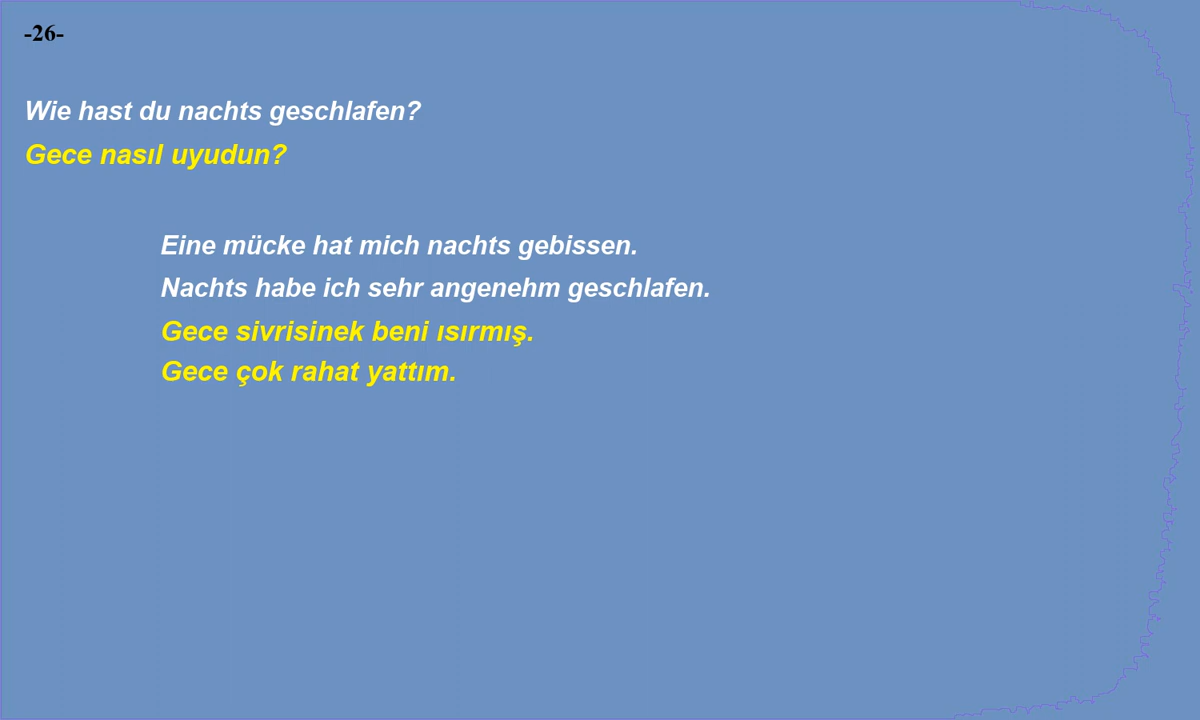 -26-
Wie hast du nachts geschlafen?
Gece nasıl uyudun?
Eine mücke hat mich nachts gebissen.
Nachts habe ich sehr angenehm geschlafen.
Gece sivrisinek beni ısırmış.
Gece çok rahat yattım.